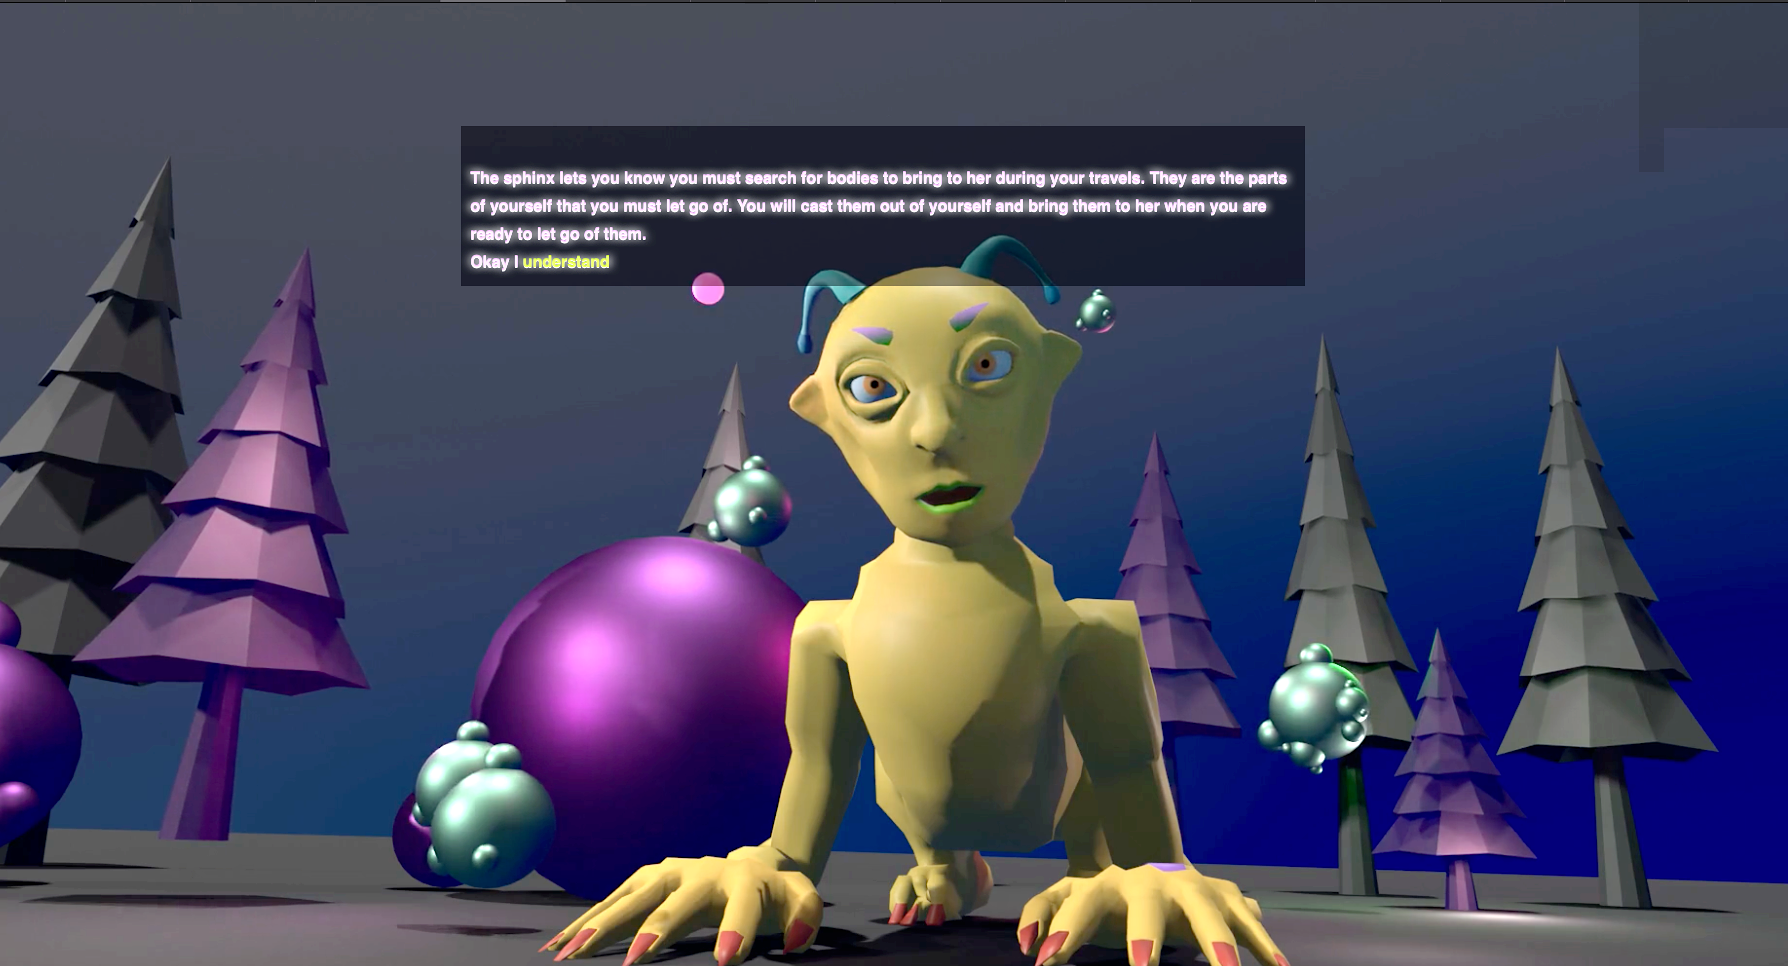 The sphinx lets you know you must search for bodies to bring to her during your travels. They are the parts
of yourself that you must let go of. You will cast them out of yourself and bring them to her when you are
ready to let go of them.
Okay I understand